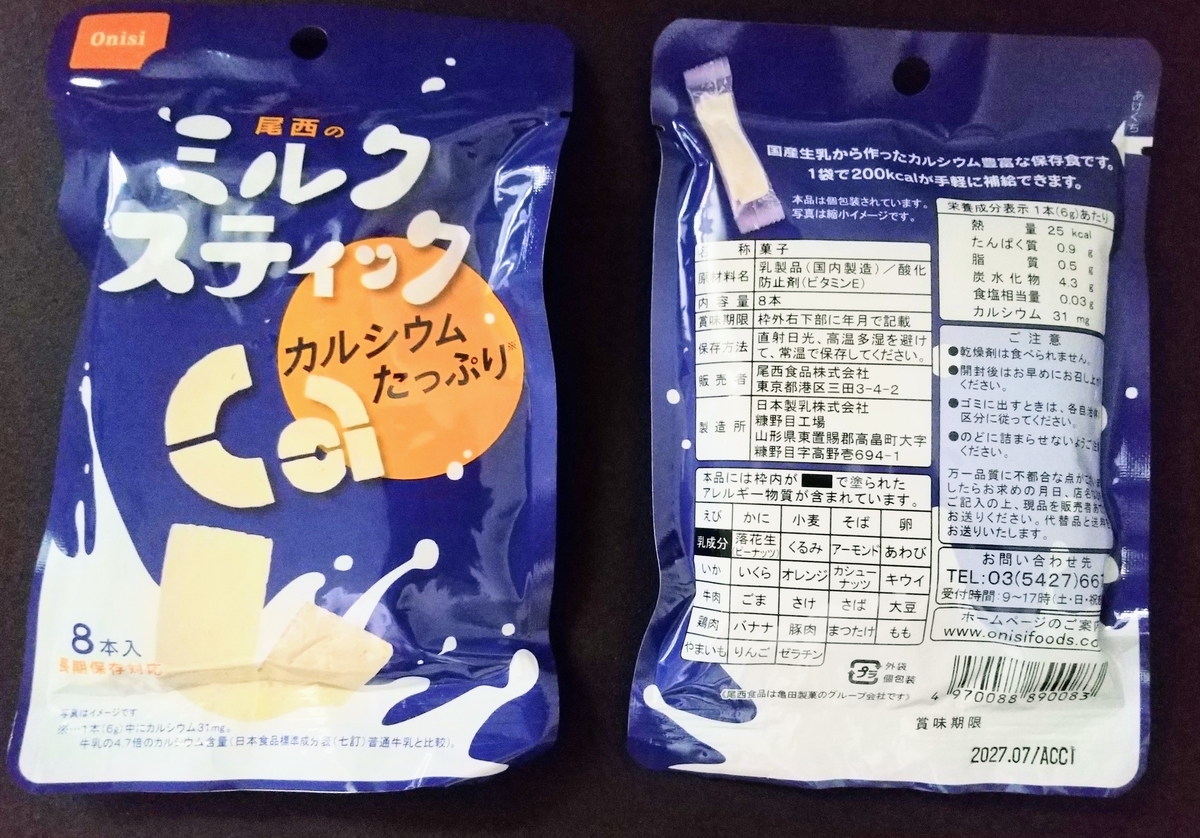 Onisi
尾西の
ミルク
スティック
カルシウム
たっぷり※
Ca
8本入
長期保存対応
写真はイメージです
※…1本(6g)中にカルシウム31mg。
牛乳の4.7倍のカルシウム含量(日本食品標準成分表(七訂)普通牛乳と比較)。
あけくち
国産生乳から作ったカルシウム豊富な保存食です。
1袋で200kcalが手軽に補給できます。
本品は個包装されています。
写真は縮小イメージです。
名称 菓子
原材料名 乳製品(国内製造)/酸化
防止剤(ビタミンE)
内容量 8本
賞味期限 枠外右下部に年月で記載
保存方法 直射日光、高温多湿を避け
て、常温で保存してください。
販売者 尾西食品株式会社
東京都港区三田3-4-2
製造所 日本製乳株式会社
糠野目工場
山形県東置賜郡高畠町大字
糠野目字高野壱694-1
本品には枠内が で塗られた
アレルギー物質が含まれています。
えび かに 小麦 そば 卵
乳成分 落花生(ピーナッツ) くるみ アーモンド あわび
いか いくら オレンジ カシューナッツ キウイ
牛肉 ごま さけ さば 大豆
鶏肉 バナナ 豚肉 まつたけ もも
やまいも りんご ゼラチン
栄養成分表示 1本(6g)あたり
熱量 25 kcal
たんぱく質 0.9 g
脂質 0.5 g
炭水化物 4.3 g
食塩相当量 0.03g
カルシウム 31 mg
ご注意
●乾燥剤は食べられません。
●開封後はお早めにお召し上が
ください。
●ゴミに出すときは、各自治体
区分に従ってください。
●のどに詰まらせないようご注
ください。
万一品質に不都合な点が
したらお求めの月日、店名
ご記入の上、現品を販売者あ
お送りください。代替品と送料
お送りいたします。
お問い合わせ先
TEL:03(5427)66
受付時間:9~17時(土・日・祝
ホームページのご案内
www.onisifoods.co
プラ
外袋
個包装
《尾西食品は亀田製菓のグループ会社です》
4 970088 890083
賞味期限
2027.07/ACC1